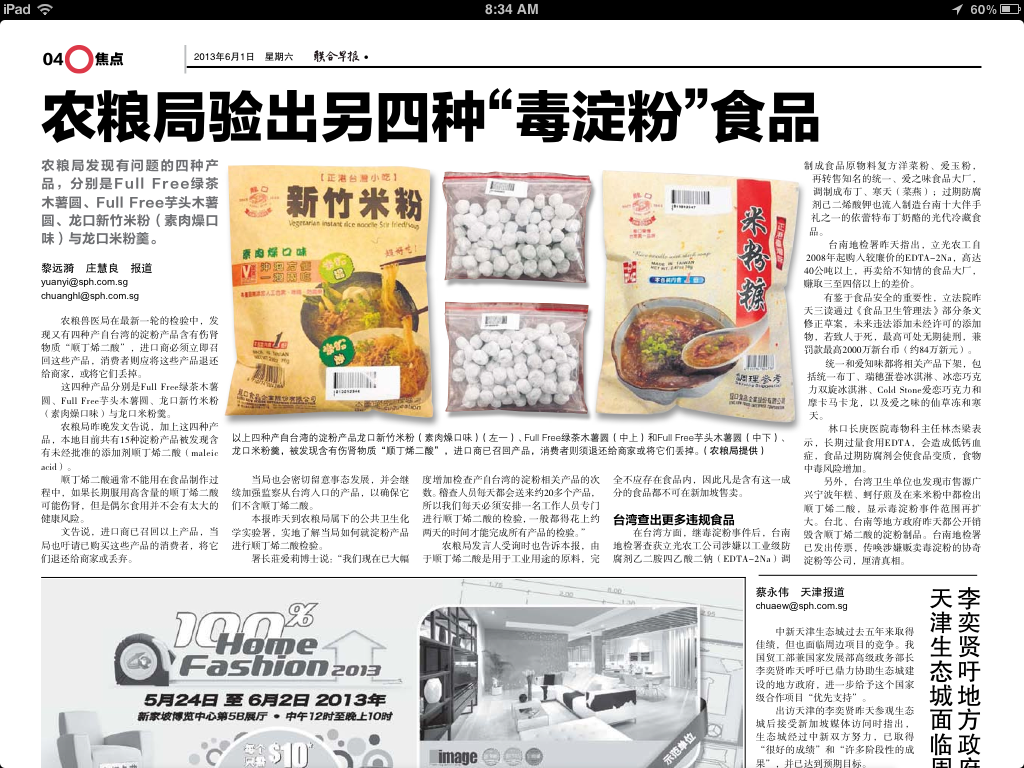 iPad
8:34 AM
60%
04 焦点
2013年6月1日 星期六 联合早报
农粮局验出另四种“毒淀粉”食品
农粮局发现有问题的四种产
品，分别是Full Free绿茶
木薯圆、Full Free芋头木薯
圆、龙口新竹米粉（素肉燥口
味）与龙口米粉羹。
黎远漪 庄慧良 报道
yuanyi@sph.com.sg
chuanghl@sph.com.sg
农粮兽医局在最新一轮的检验中，发
现又有四种产自台湾的淀粉产品含有伤肾
物质“顺丁烯二酸”，进口商必须立即召
回这些产品，消费者则应将这些产品退还
给商家，或将它们丢掉。
这四种产品分别是Full Free绿茶木薯
圆、Full Free芋头木薯圆、龙口新竹米粉
（素肉燥口味）与龙口米粉羹。
农粮局昨晚发文告说，加上这四种产
品，本地目前共有15种淀粉产品被发现含
有未经批准的添加剂顺丁烯二酸（maleic
acid）。
顺丁烯二酸通常不能用在食品制作过
程中，如果长期服用高含量的顺丁烯二酸
可能伤肾，但是偶尔食用并不会有太大的
健康风险。
文告说，进口商已召回以上产品，当
局也吁请已购买这些产品的消费者，将它
们退还给商家或丢弃。
【正港台灣小吃】
新竹米粉
Vegetarian instant rice noodle Stir fried/soup
素肉燥口味
米粉羹
MADE IN TAIWAN
以上四种产自台湾的淀粉产品龙口新竹米粉（素肉燥口味）（左一）、Full Free绿茶木薯圆（中上）和Full Free芋头木薯圆（中下）、
龙口米粉羹，被发现含有伤肾物质“顺丁烯二酸”，进口商已召回产品，消费者则须退还给商家或将它们丢掉。（农粮局提供）
当局也会密切留意事态发展，并会继
续加强监察从台湾入口的产品，以确保它
们不含顺丁烯二酸。
本报昨天到农粮局属下的公共卫生化
学实验署，实地了解当局如何就淀粉产品
进行顺丁烯二酸检验。
署长莊爱莉博士说：“我们现在已大幅
度增加检查产自台湾的淀粉相关产品的次
数。稽查人员每天都会送来约20多个产品，
所以我们每天必须安排一名工作人员专门
进行顺丁烯二酸的检验，一般都得花上约
两天的时间才能完成所有产品的检验。”
农粮局发言人受询时也告诉本报，由
于顺丁烯二酸是用于工业用途的原料，完
全不应存在食品内，因此凡是含有这一成
分的食品都不可在新加坡售卖。
台湾查出更多违规食品
在台湾方面，继毒淀粉事件后，台南
地检署查获立光农工公司涉嫌以工业级防
腐剂乙二胺四乙酸二钠（EDTA-2Na）调
制成食品原物料复方洋菜粉、爱玉粉，
再转售知名的统一、爱之味食品大厂，
调制成布丁、寒天（菜燕）；过期防腐
剂己二烯酸钾也流入制造台南十大伴手
礼之一的依蕾特布丁奶酪的光代冷藏食
品。
台南地检署昨天指出，立光农工自
2008年起购入较廉价的EDTA-2Na，高达
40公吨以上，再卖给不知情的食品大厂，
赚取三至四倍以上的差价。
有鉴于食品安全的重要性，立法院昨
天三读通过《食品卫生管理法》部分条文
修正草案，未来违法添加未经许可的添加
物，若致人于死，最高可处无期徒刑，兼
罚款最高2000万新台币（约84万新元）。
统一和爱知味都将相关产品下架，包
括统一布丁、瑞穗蛋卷冰淇淋、冰恋巧克
力双旋冰淇淋、Cold Stone爱恋巧克力和
摩卡马卡龙，以及爱之味的仙草冻和寒
天。
林口长庚医院毒物科主任林杰梁表
示，长期过量食用EDTA，会造成低钙血
症，食品过期防腐剂会使食品变质，食物
中毒风险增加。
另外，台湾卫生单位也发现市售源广
兴宁波年糕、蚵仔煎及在来米粉中都检出
顺丁烯二酸，显示毒淀粉事件范围再扩
大。台北、台南等地方政府昨天都公开销
毁含顺丁烯二酸的淀粉制品。台南地检署
已发出传票，传唤涉嫌贩卖毒淀粉的协奇
淀粉等公司，厘清真相。
100%
Home
Fashion 2013
5月24日 至 6月2日 2013年
新家坡博览中心第5B展厅 • 中午12时至晚上10时
每个
$10
image
示范单位
蔡永伟 天津报道
chuaew@sph.com.sg
中新天津生态城过去五年来取得
佳绩，但也面临周边项目的竞争。我
国贸工部兼国家发展部高级政务部长
李奕贤昨天呼吁已鼎力协助生态城建
设的地方政府，进一步给予这个国家
级合作项目“优先支持”。
出访天津的李奕贤昨天参观生态
城后接受新加坡媒体访问时指出，
生态城经过中新双方努力，已取得
“很好的成绩”和“许多阶段性的成
果”，并已达到预期目标。
李奕贤吁地方政府
天津生态城面临周